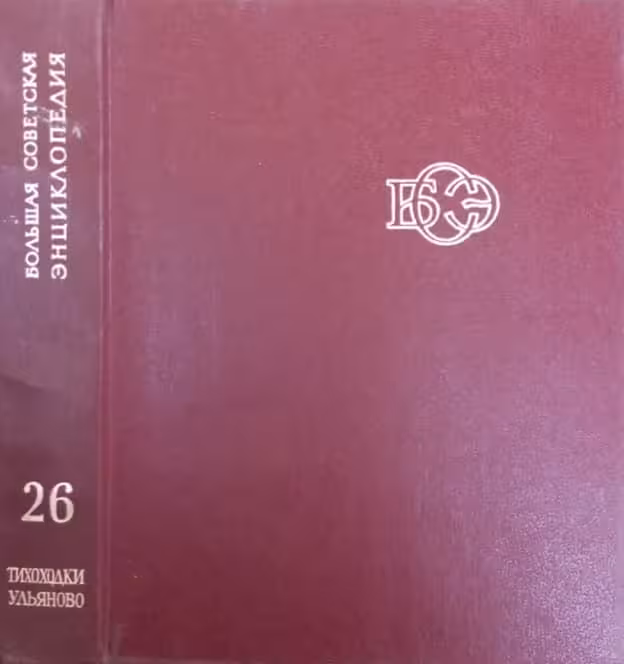 БОЛЬШАЯ СОВЕТСКАЯ
ЭНЦИКЛОПЕДИЯ
БСЭ
26
ТИХОХОДКИ
УЛЬЯНОВО